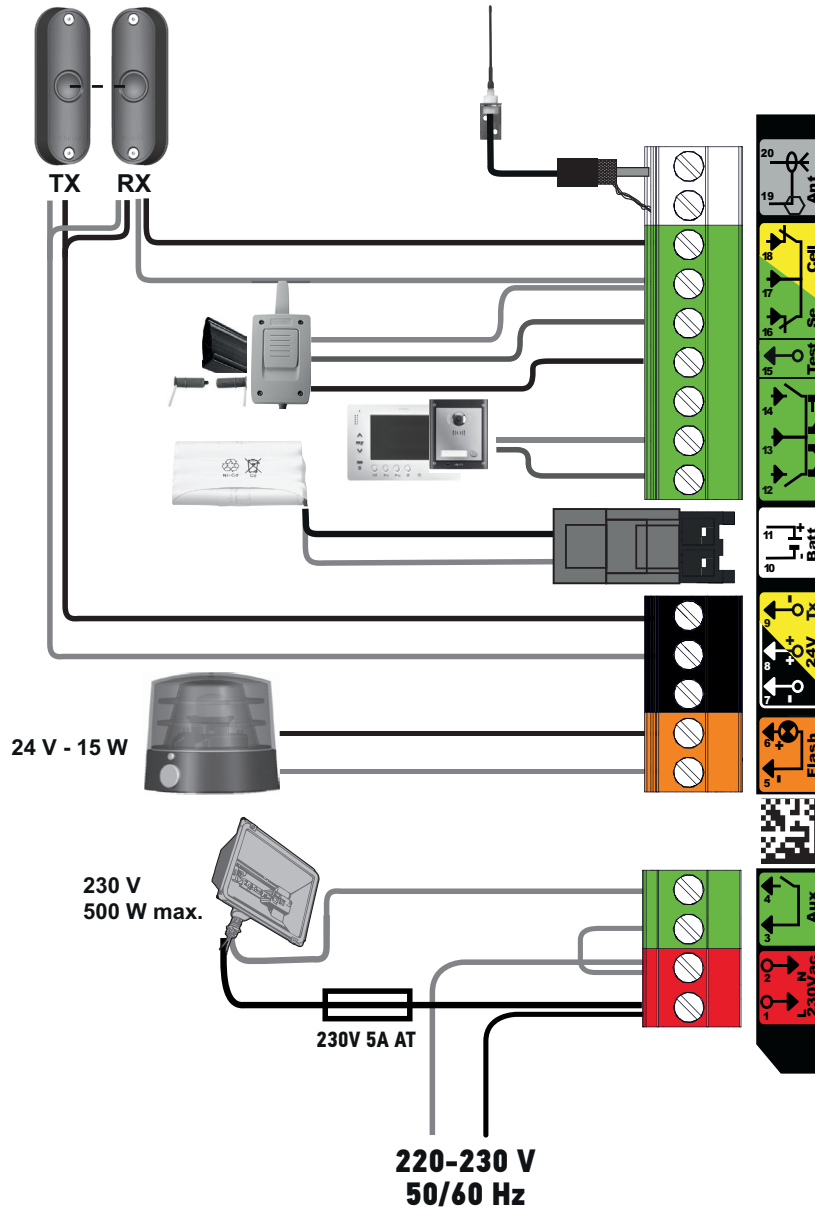 TX RX
20
19
Ant
18
Cell
17
16
Se
Test
15
14
13
12
11
+
Batt
10
-
9
-
Tx
8
+
+
24V
7
-
24 V - 15 W
6
+
Flash
5
-
230 V
500 W max.
4
Aux
3
2
N
230Vac
1
L
230V 5A AT
220-230 V
50/60 Hz